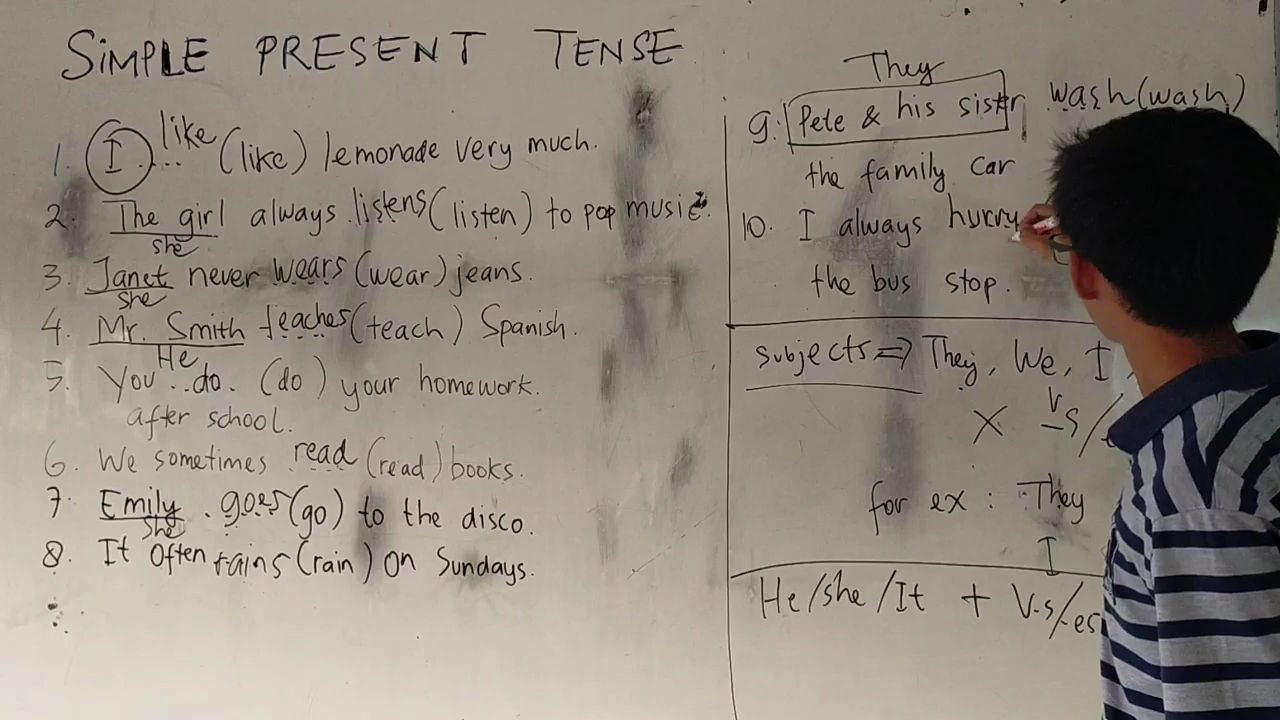 SIMPLE PRESENT TENSE
1. I like (like) lemonade very much.
2. The girl always listens (listen) to pop music.
she
3. Janet never wears (wear) jeans.
she
4. Mr. Smith teaches (teach) Spanish.
He
5. You ..do. (do) your homework.
after school.
6. We sometimes read (read) books.
7. Emily .goes (go) to the disco.
she
8. It often rains (rain) on Sundays.
They
9. Pete & his sister wash (wash)
the family car
10. I always hurry
the bus stop.
subjects => They, We, I,
X V-s/
for ex : They
I
He/she/It + V-s/-es